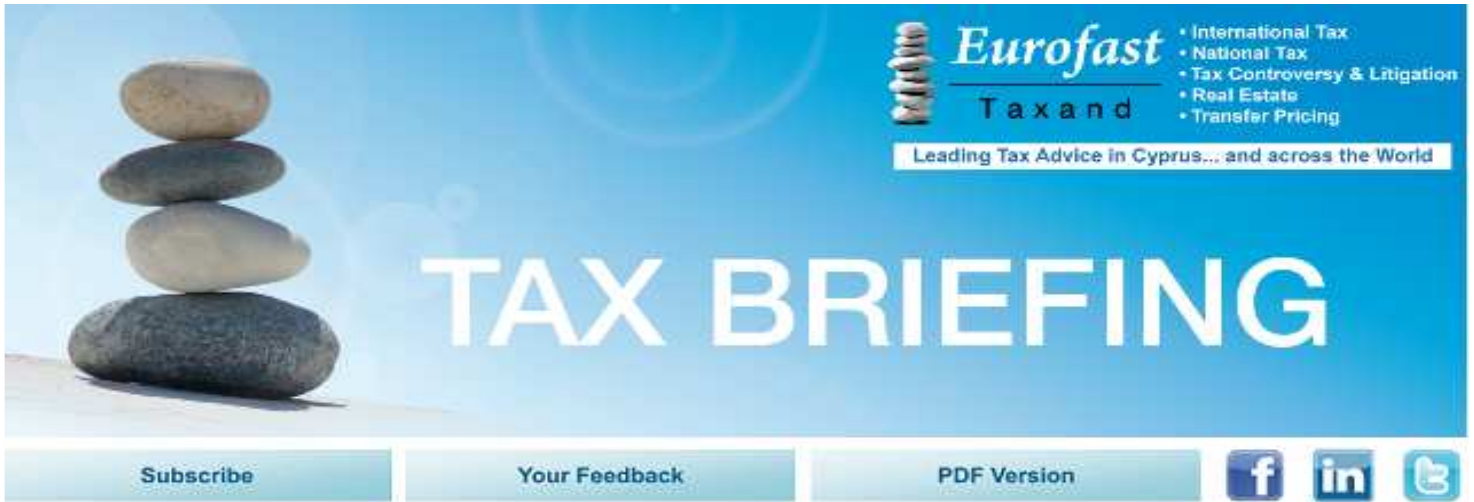 Eurofast
Taxand
• International Tax
• National Tax
• Tax Controversy & Litigation
• Real Estate
• Transfer Pricing
Leading Tax Advice in Cyprus... and across the World
TAX BRIEFING
Subscribe
Your Feedback
PDF Version
f
in
t